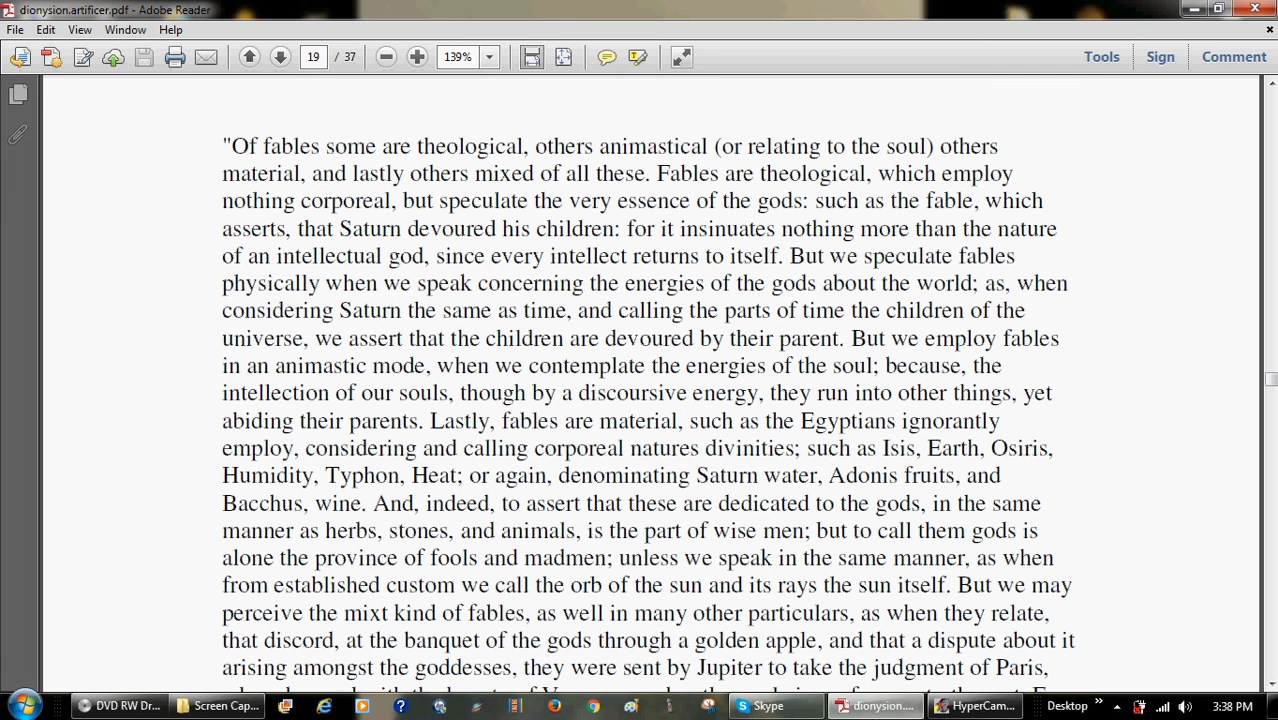 dionysion.artificer.pdf - Adobe Reader
File Edit View Window Help
19 / 37 139% Tools Sign Comment
"Of fables some are theological, others animastical (or relating to the soul) others
material, and lastly others mixed of all these. Fables are theological, which employ
nothing corporeal, but speculate the very essence of the gods: such as the fable, which
asserts, that Saturn devoured his children: for it insinuates nothing more than the nature
of an intellectual god, since every intellect returns to itself. But we speculate fables
physically when we speak concerning the energies of the gods about the world; as, when
considering Saturn the same as time, and calling the parts of time the children of the
universe, we assert that the children are devoured by their parent. But we employ fables
in an animastic mode, when we contemplate the energies of the soul; because, the
intellection of our souls, though by a discoursive energy, they run into other things, yet
abiding their parents. Lastly, fables are material, such as the Egyptians ignorantly
employ, considering and calling corporeal natures divinities; such as Isis, Earth, Osiris,
Humidity, Typhon, Heat; or again, denominating Saturn water, Adonis fruits, and
Bacchus, wine. And, indeed, to assert that these are dedicated to the gods, in the same
manner as herbs, stones, and animals, is the part of wise men; but to call them gods is
alone the province of fools and madmen; unless we speak in the same manner, as when
from established custom we call the orb of the sun and its rays the sun itself. But we may
perceive the mixt kind of fables, as well in many other particulars, as when they relate,
that discord, at the banquet of the gods through a golden apple, and that a dispute about it
arising amongst the goddesses, they were sent by Jupiter to take the judgment of Paris,
DVD RW Dr... Screen Cap... Skype dionysion.... HyperCam... Desktop 3:38 PM